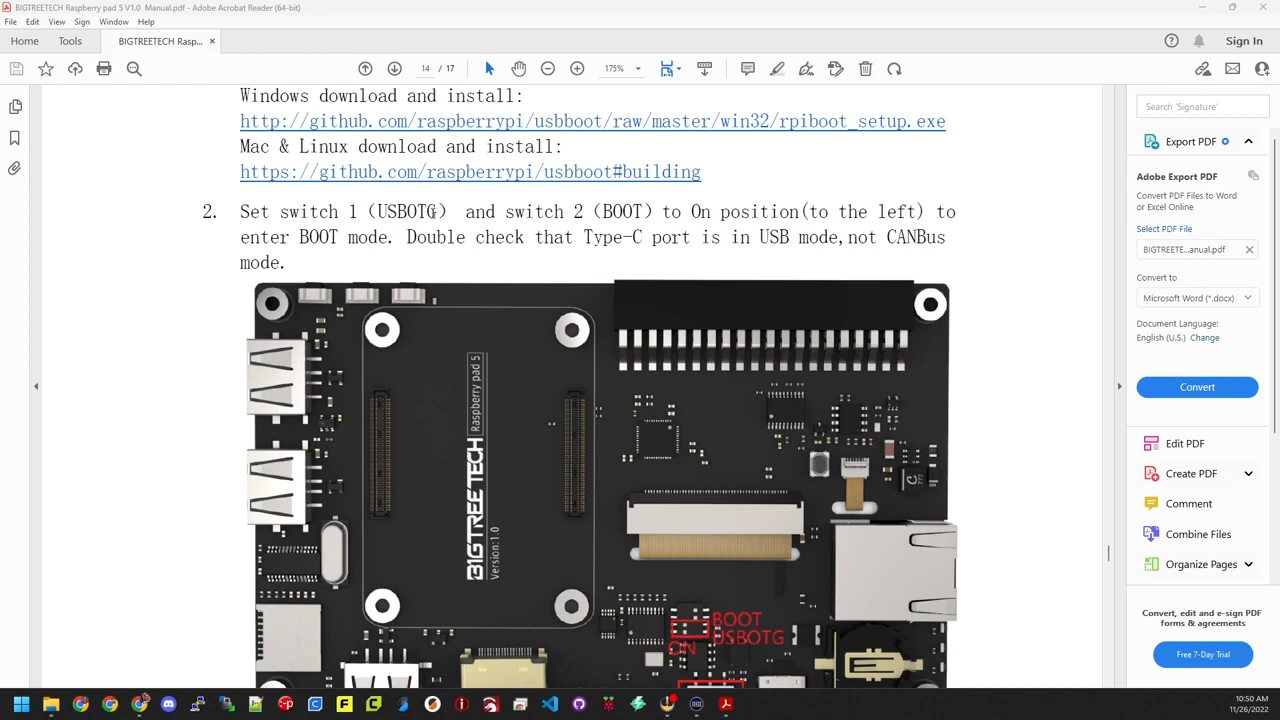 BIGTREETECH Raspberry pad 5 V1.0 Manual.pdf - Adobe Acrobat Reader (64-bit)
File Edit View Sign Window Help
Home Tools BIGTREETECH Rasp... × Sign In
14 / 17 175%
Windows download and install:
http://github.com/raspberrypi/usbboot/raw/master/win32/rpiboot_setup.exe
Mac & Linux download and install:
https://github.com/raspberrypi/usbboot#building
2. Set switch 1（USBOTG） and switch 2（BOOT）to On position(to the left) to
enter BOOT mode. Double check that Type-C port is in USB mode,not CANBus
mode.
BIGTREETECH Raspberry pad 5
Version:1.0
BOOT
USBOTG
ON
Search 'Signature'
Export PDF
Adobe Export PDF
Convert PDF Files to Word
or Excel Online
Select PDF File
BIGTREETE...anual.pdf
Convert to
Microsoft Word (*.docx)
Document Language:
English (U.S.) Change
Convert
Edit PDF
Create PDF
Comment
Combine Files
Organize Pages
Convert, edit and e-sign PDF
forms & agreements
Free 7-Day Trial
10:50 AM
11/26/2022